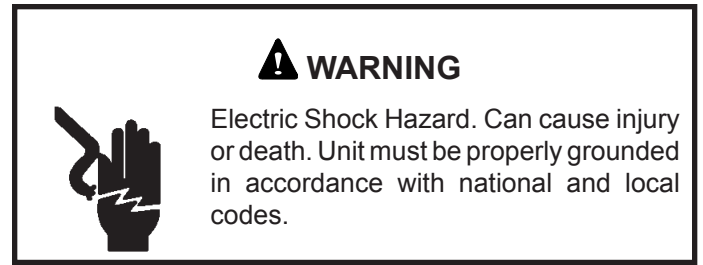 WARNING
Electric Shock Hazard. Can cause injury
or death. Unit must be properly grounded
in accordance with national and local
codes.